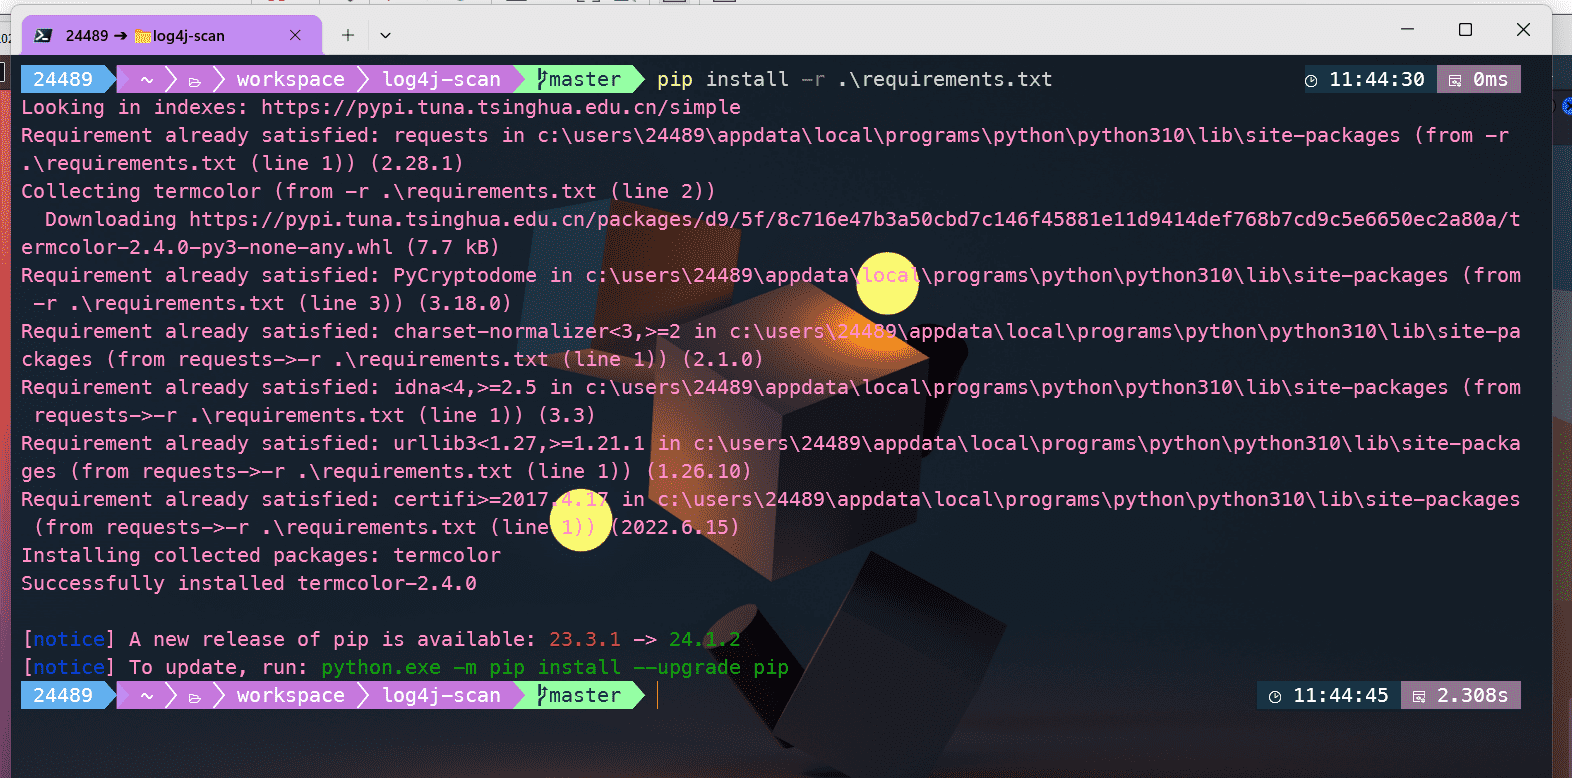 24489 → log4j-scan
24489 ~ workspace log4j-scan master pip install -r .\requirements.txt 11:44:30 0ms
Looking in indexes: https://pypi.tuna.tsinghua.edu.cn/simple
Requirement already satisfied: requests in c:\users\24489\appdata\local\programs\python\python310\lib\site-packages (from -r
.\requirements.txt (line 1)) (2.28.1)
Collecting termcolor (from -r .\requirements.txt (line 2))
Downloading https://pypi.tuna.tsinghua.edu.cn/packages/d9/5f/8c716e47b3a50cbd7c146f45881e11d9414def768b7cd9c5e6650ec2a80a/t
ermcolor-2.4.0-py3-none-any.whl (7.7 kB)
Requirement already satisfied: PyCryptodome in c:\users\24489\appdata\local\programs\python\python310\lib\site-packages (from
-r .\requirements.txt (line 3)) (3.18.0)
Requirement already satisfied: charset-normalizer<3,>=2 in c:\users\24489\appdata\local\programs\python\python310\lib\site-pa
ckages (from requests->-r .\requirements.txt (line 1)) (2.1.0)
Requirement already satisfied: idna<4,>=2.5 in c:\users\24489\appdata\local\programs\python\python310\lib\site-packages (from
requests->-r .\requirements.txt (line 1)) (3.3)
Requirement already satisfied: urllib3<1.27,>=1.21.1 in c:\users\24489\appdata\local\programs\python\python310\lib\site-packa
ges (from requests->-r .\requirements.txt (line 1)) (1.26.10)
Requirement already satisfied: certifi>=2017.4.17 in c:\users\24489\appdata\local\programs\python\python310\lib\site-packages
(from requests->-r .\requirements.txt (line 1)) (2022.6.15)
Installing collected packages: termcolor
Successfully installed termcolor-2.4.0
[notice] A new release of pip is available: 23.3.1 -> 24.1.2
[notice] To update, run: python.exe -m pip install --upgrade pip
24489 ~ workspace log4j-scan master 11:44:45 2.308s